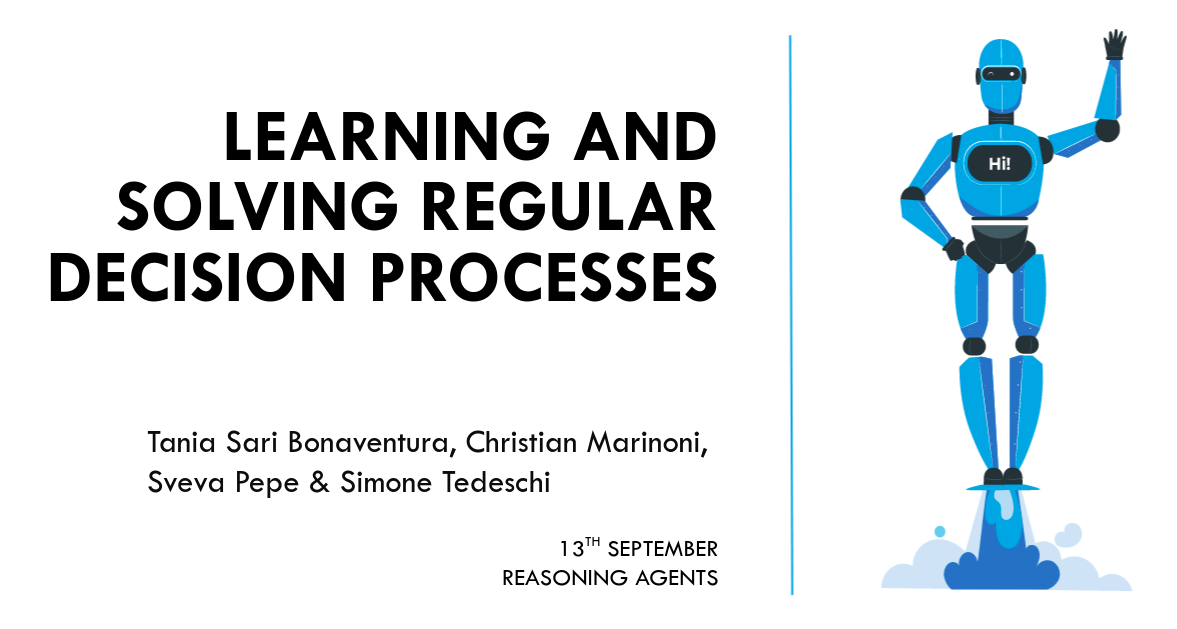 LEARNING AND
SOLVING REGULAR
DECISION PROCESSES
Tania Sari Bonaventura, Christian Marinoni,
Sveva Pepe & Simone Tedeschi
13TH SEPTEMBER
REASONING AGENTS
Hi!